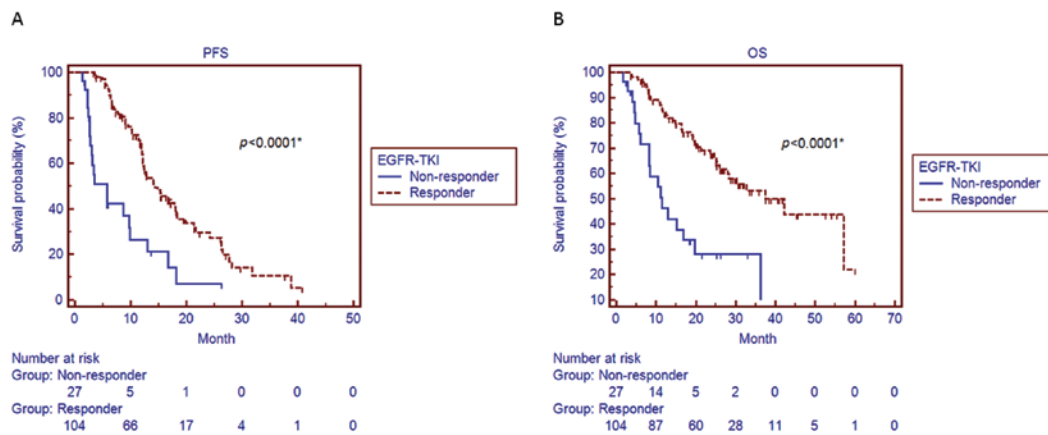 A
PFS
Survival probability (%)
100
80
60
40
20
0
p<0.0001*
0 10 20 30 40 50
Month
EGFR-TKI
Non-responder
Responder
Number at risk
Group: Non-responder
27 5 1 0 0 0
Group: Responder
104 66 17 4 1 0
B
OS
Survival probability (%)
100
90
80
70
60
50
40
30
20
10
p<0.0001*
0 10 20 30 40 50 60 70
Month
EGFR-TKI
Non-responder
Responder
Number at risk
Group: Non-responder
27 14 5 2 0 0 0 0
Group: Responder
104 87 60 28 11 5 1 0